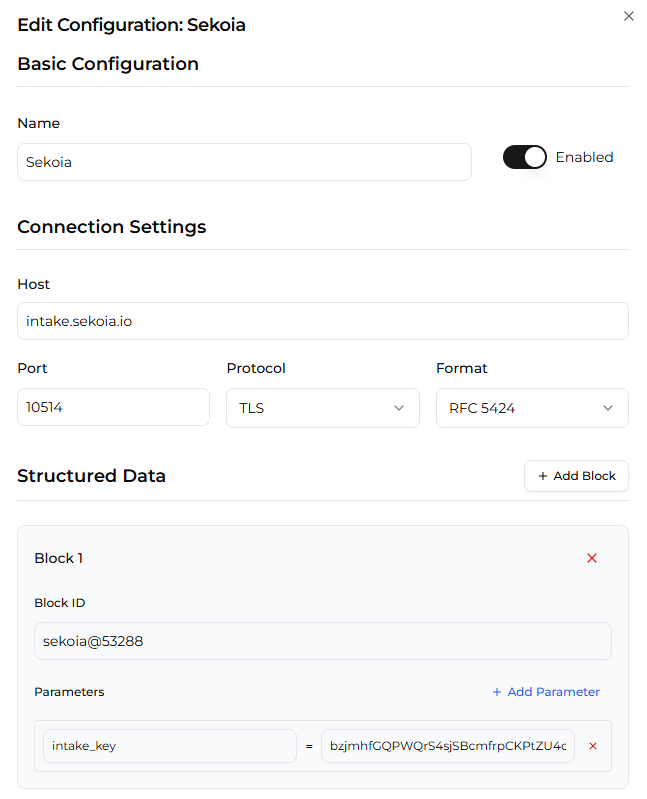 Edit Configuration: Sekoia
Basic Configuration
Name
Sekoia
Enabled
Connection Settings
Host
intake.sekoia.io
Port
Protocol
Format
10514
TLS
RFC 5424
Structured Data
+ Add Block
Block 1
Block ID
sekoia@53288
Parameters
+ Add Parameter
intake_key
=
bzjmhfGQPWQrS4sjSBcmfrpCKPtZU4c